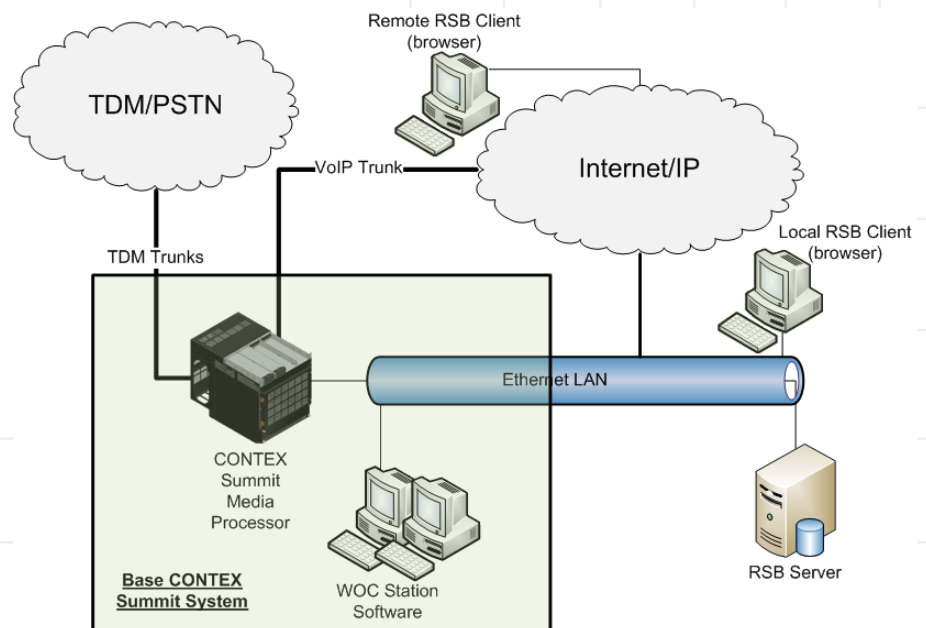 Remote RSB Client
(browser)
TDM/PSTN
Internet/IP
VoIP Trunk
Local RSB Client
(browser)
TDM Trunks
Ethernet LAN
CONTEX
Summit
Media
Processor
RSB Server
Base CONTEX
Summit System
WOC Station
Software